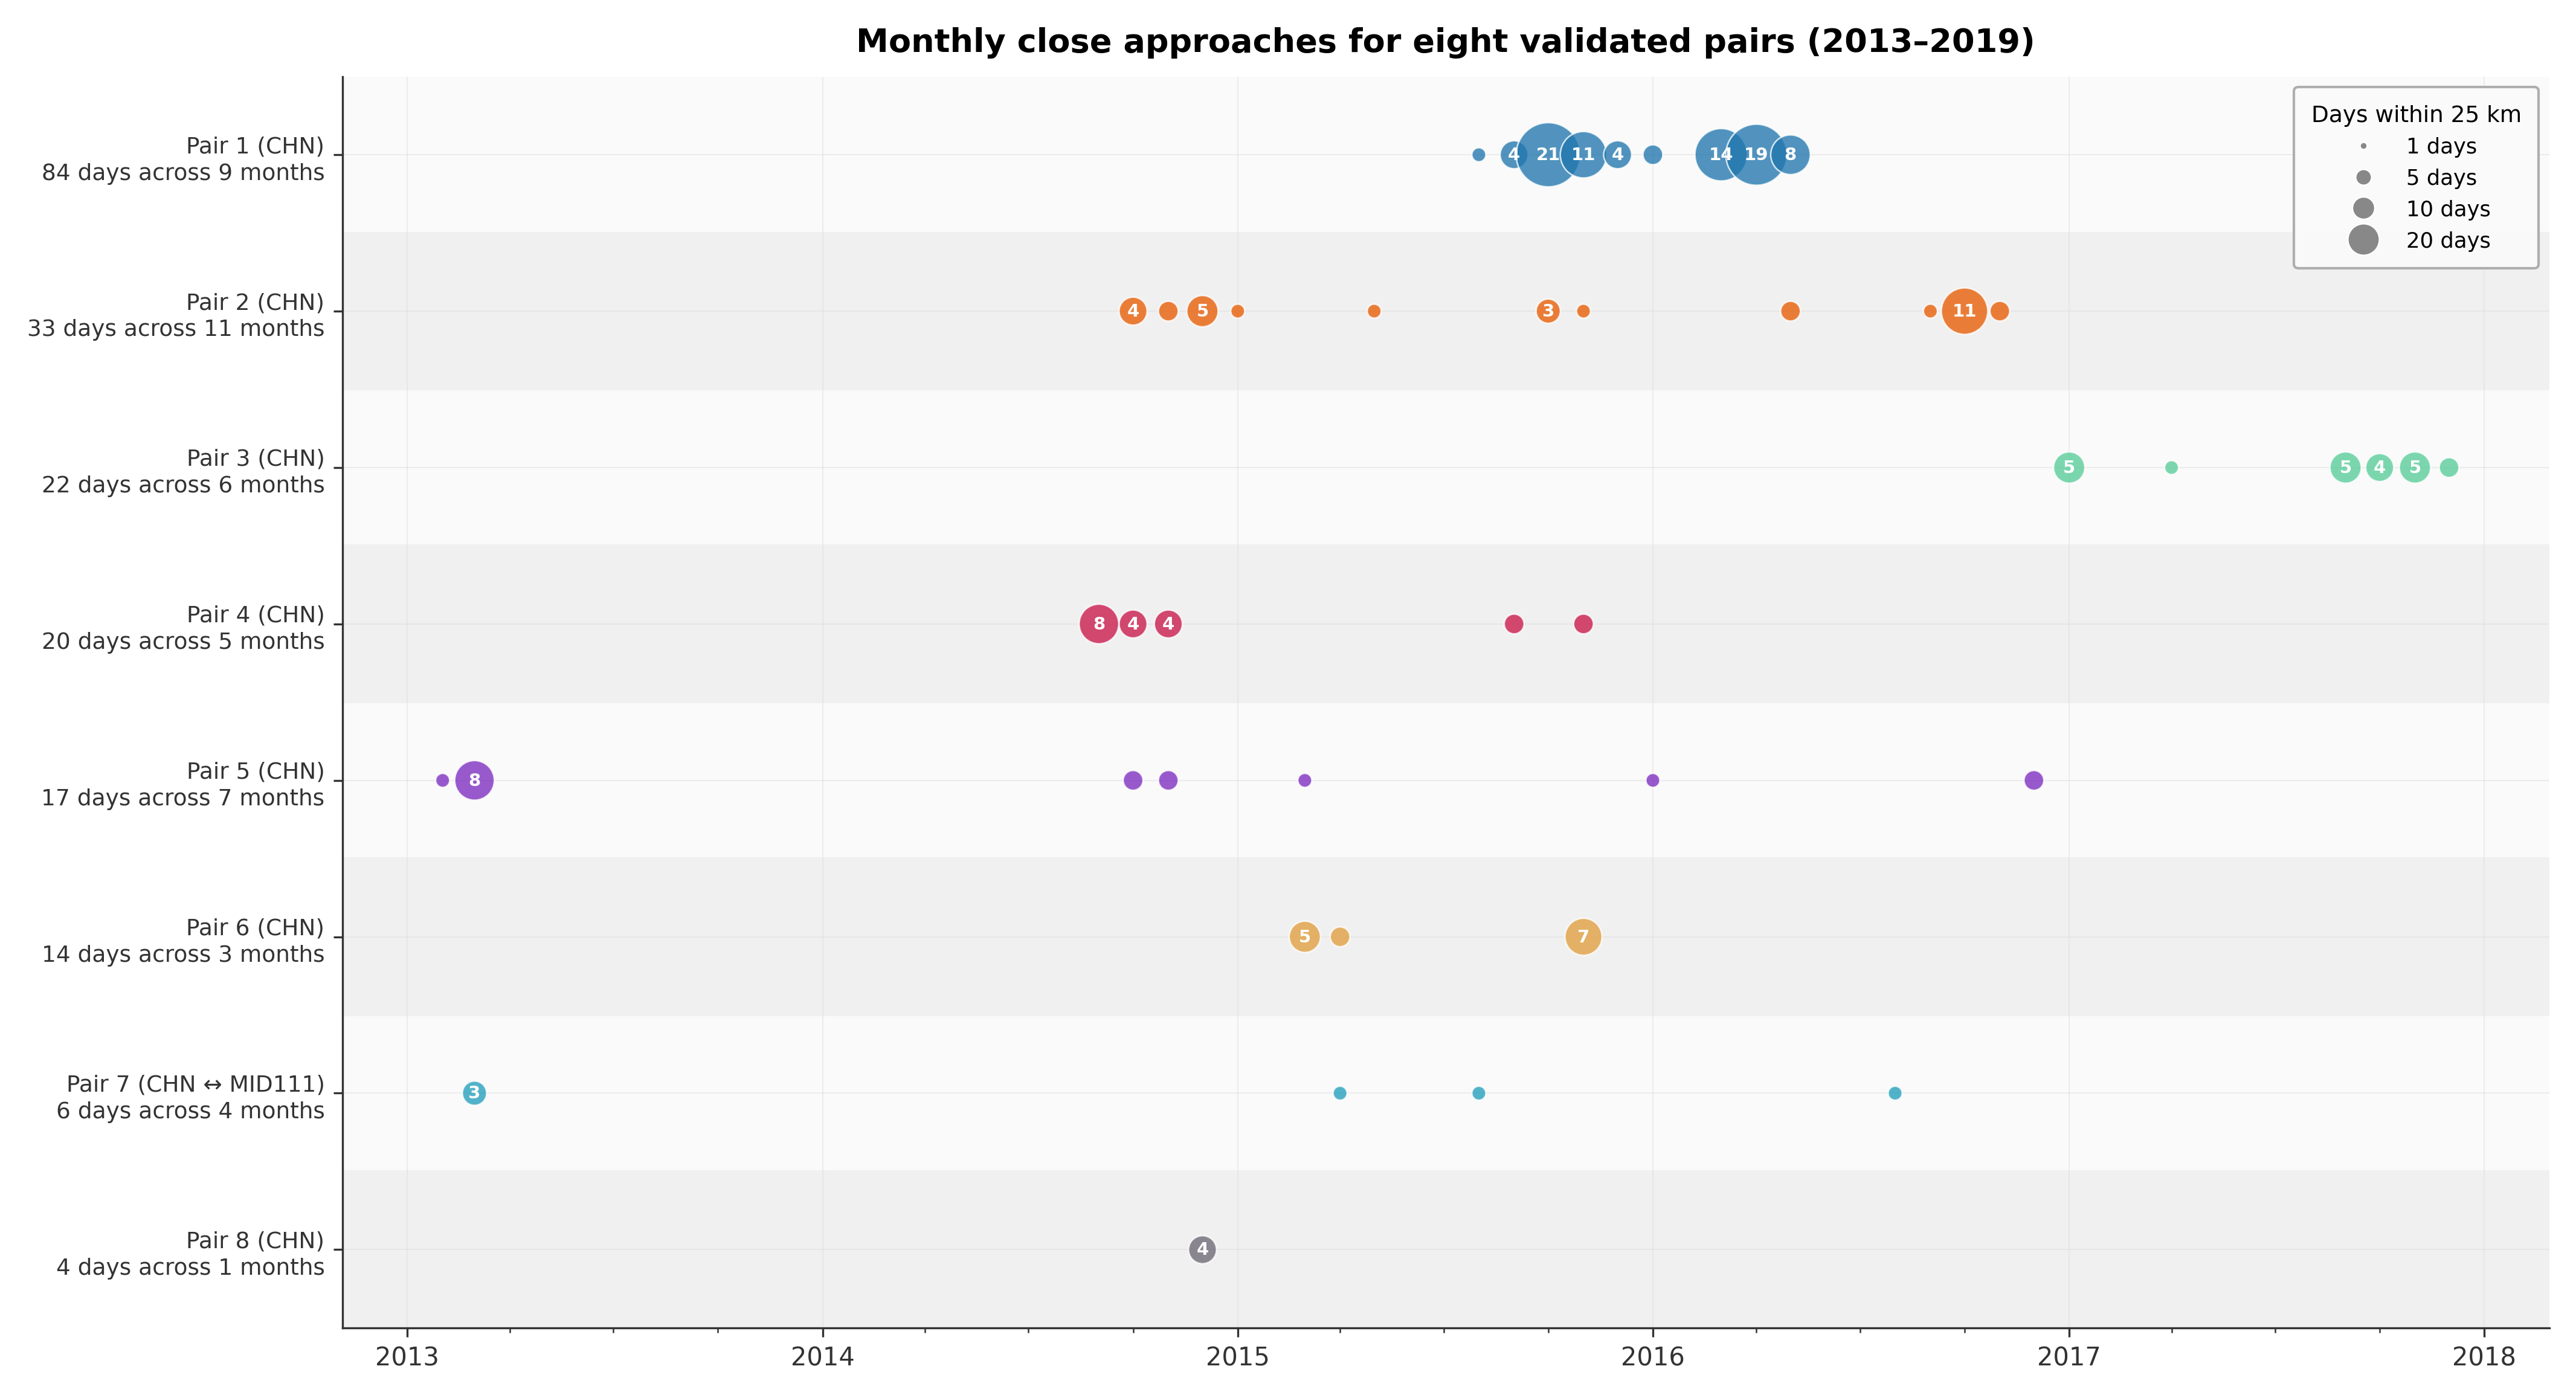 Monthly close approaches for eight validated pairs (2013–2019)
Days within 25 km
1 days
5 days
10 days
20 days
Pair 1 (CHN)
84 days across 9 months
4 21 11 4 14 19 8
Pair 2 (CHN)
33 days across 11 months
4 5 3 11
Pair 3 (CHN)
22 days across 6 months
5 5 4 5
Pair 4 (CHN)
20 days across 5 months
8 4 4
Pair 5 (CHN)
17 days across 7 months
8
Pair 6 (CHN)
14 days across 3 months
5 7
Pair 7 (CHN ↔ MID111)
6 days across 4 months
3
Pair 8 (CHN)
4 days across 1 months
4
2013 2014 2015 2016 2017 2018